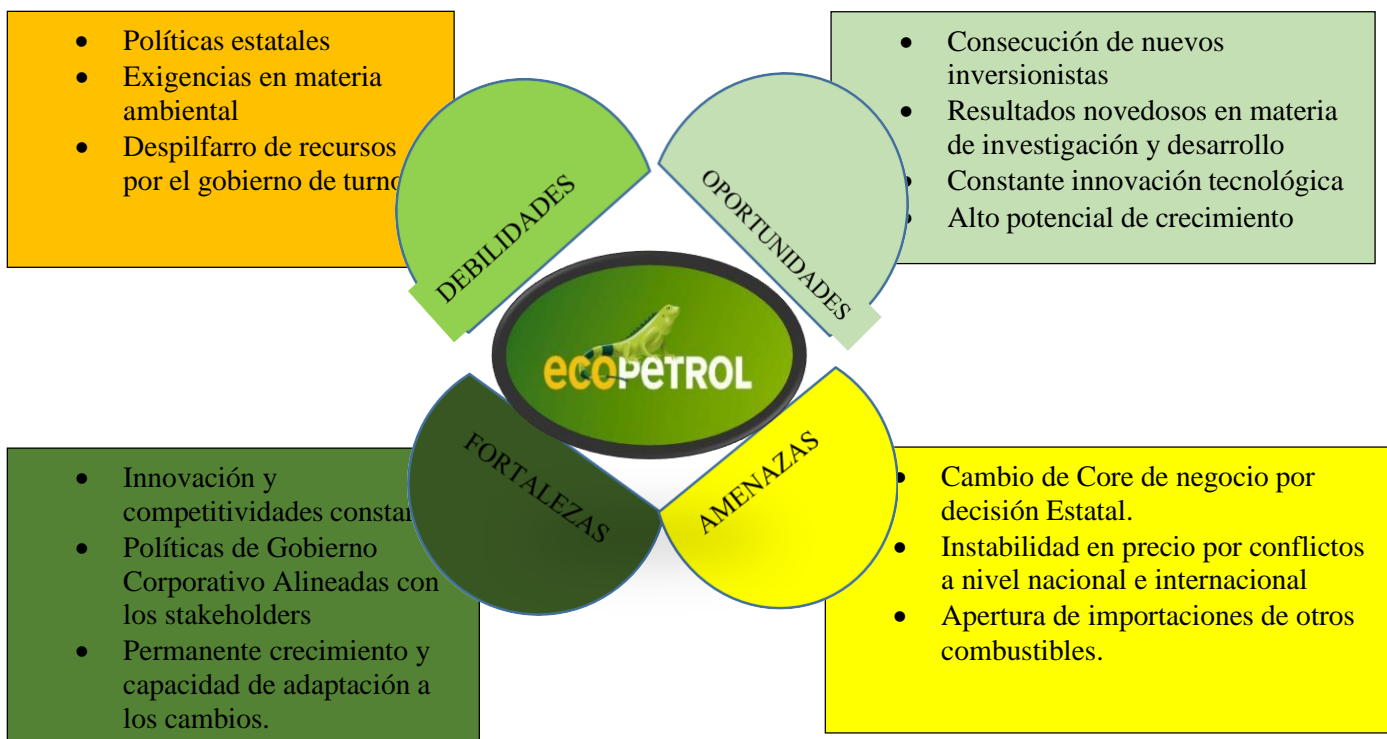 • Políticas estatales
• Exigencias en materia
ambiental
• Despilfarro de recursos
por el gobierno de turno
• Consecución de nuevos
inversionistas
• Resultados novedosos en materia
de investigación y desarrollo
• Constante innovación tecnológica
• Alto potencial de crecimiento
DEBILIDADES
OPORTUNIDADES
ecoPeTROL
FORTALEZAS
AMENAZAS
• Innovación y
competitividades
• Políticas de Gobierno
Corporativo Alineadas con
los stakeholders
• Permanente crecimiento y
capacidad de adaptación a
los cambios.
• Cambio de Core de negocio por
decisión Estatal.
• Instabilidad en precio por conflictos
a nivel nacional e internacional
• Apertura de importaciones de otros
combustibles.